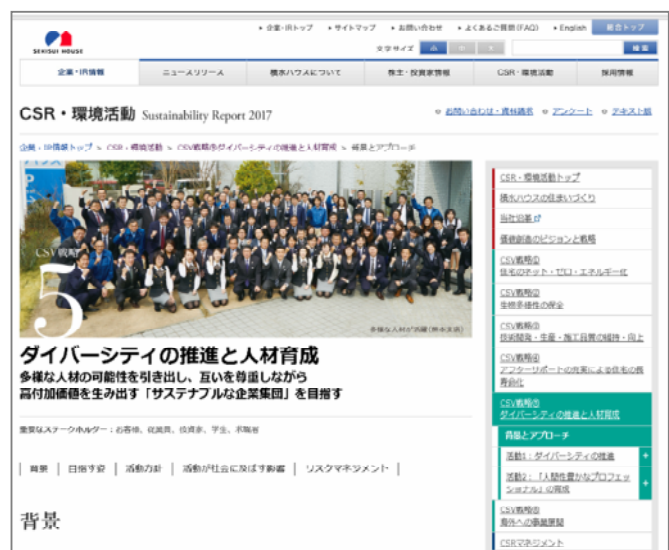 企業・IRトップ サイトマップ お問い合わせ よくあるご質問(FAQ) English 総合トップ
SEKISUI HOUSE
文字サイズ 小 中 大 検索
企業・IR情報 ニュースリリース 積水ハウスについて 株主・投資家情報 CSR・環境活動 採用情報
CSR・環境活動 Sustainability Report 2017
お問い合わせ・資料請求 アンケート テキスト版
企業・IR情報トップ > CSR・環境活動 > CSV戦略⑤ダイバーシティの推進と人材育成 > 背景とアプローチ
CSV戦略
5
多様な人材が活躍(熊本支店)
ダイバーシティの推進と人材育成
多様な人材の可能性を引き出し、互いを尊重しながら
高付加価値を生み出す「サステナブルな企業集団」を目指す
重要なステークホルダー:お客様、従業員、投資家、学生、求職者
背景 | 目指す姿 | 活動方針 | 活動が社会に及ぼす影響 | リスクマネジメント |
背景
CSR・環境活動トップ
積水ハウスの住まいづくり
当社沿革
価値創造のビジョンと戦略
CSV戦略①
住宅のネット・ゼロ・エネルギー化
CSV戦略②
生物多様性の保全
CSV戦略③
技術開発・生産・施工品質の維持・向上
CSV戦略④
アフターサポートの充実による住宅の長
寿命化
CSV戦略⑤
ダイバーシティの推進と人材育成
背景とアプローチ
活動1:ダイバーシティの推進 +
活動2:「人間性豊かなプロフェッ
ショナル」の育成 +
CSV戦略⑥
海外への事業展開
CSRマネジメント